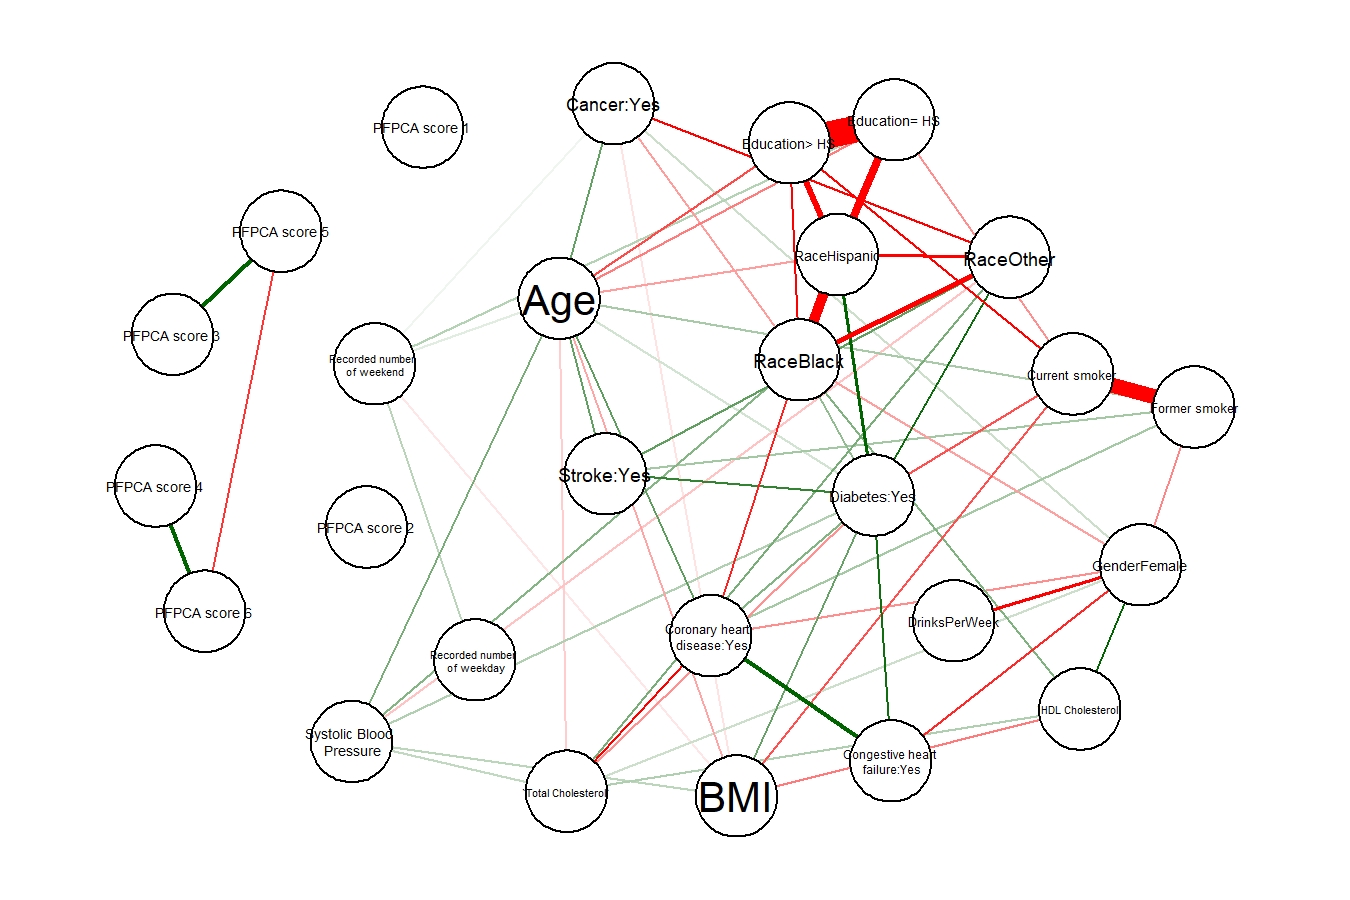 Cancer:Yes
Education= HS
PFPCA score 1
Education> HS
PFPCA score 5
RaceHispanic
RaceOther
Age
PFPCA score 3
Recorded number
of weekend
RaceBlack
Current smoker
Former smoker
Stroke:Yes
PFPCA score 4
Diabetes:Yes
PFPCA score 2
GenderFemale
PFPCA score 6
DrinksPerWeek
Coronary heart
disease:Yes
Recorded number
of weekday
HDL Cholesterol
Systolic Blood
Pressure
Congestive heart
failure:Yes
Total Cholesterol
BMI